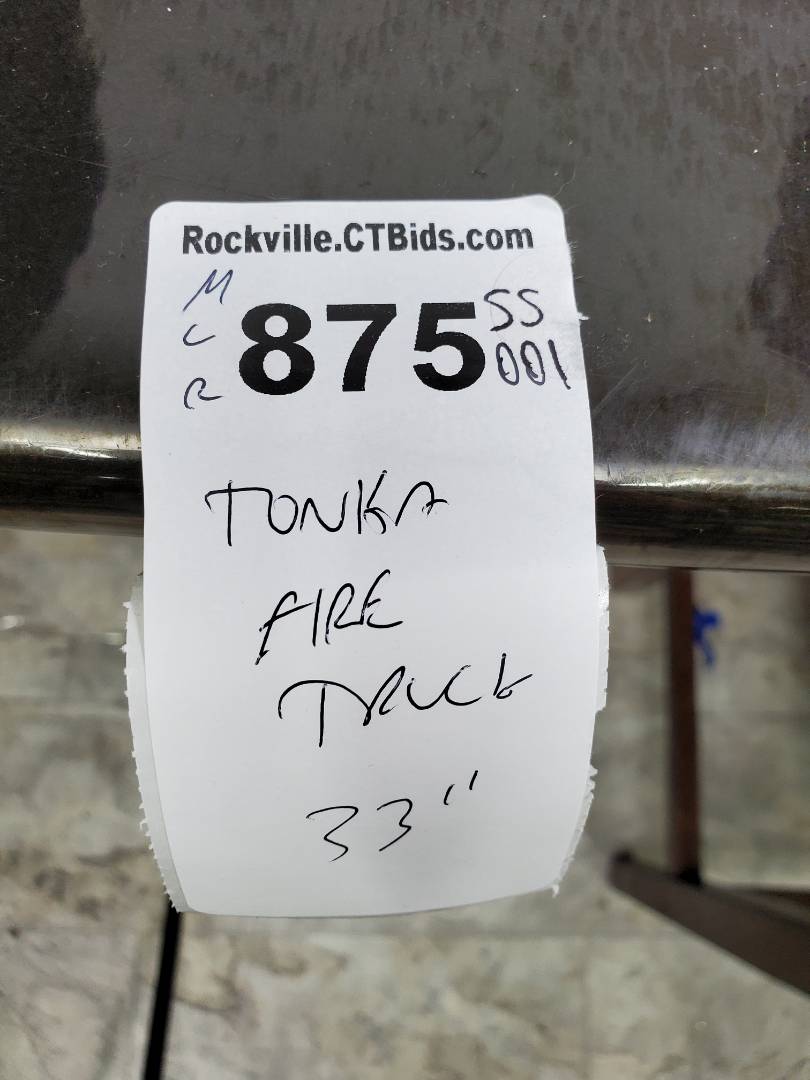 Rockville.CTBids.com
M
C
R
875
SS
001
TONKA
FIRE
TRUCK
33"